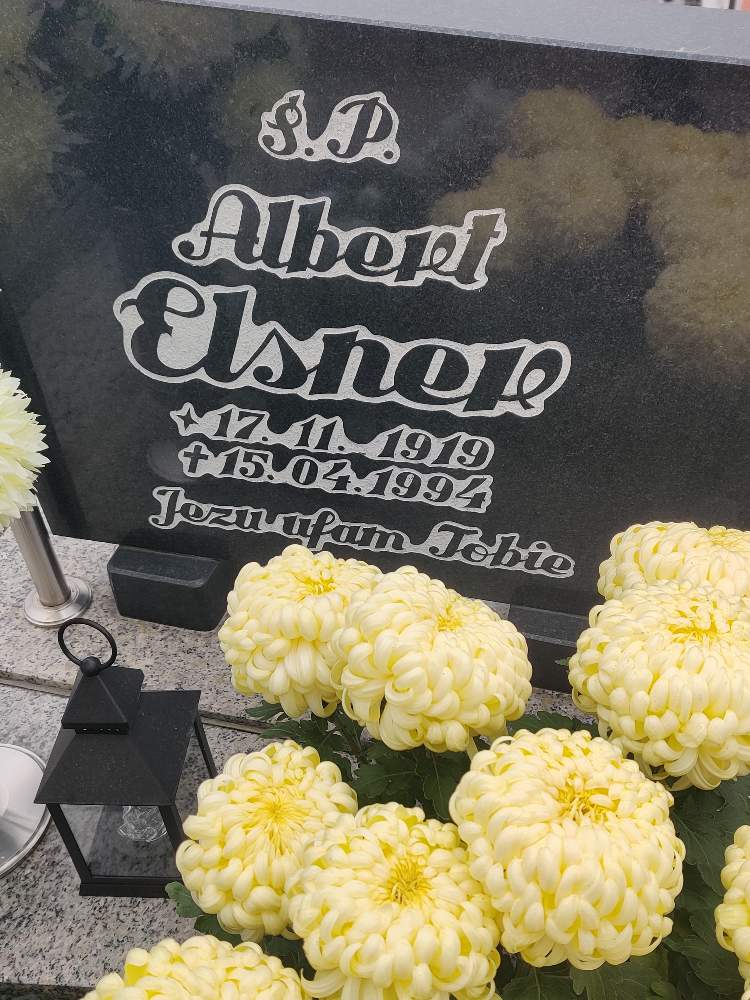 Ś.P.
Albert
Elsner
✦ 17. 11. 1919
✝ 15. 04. 1994
Jezu ufam Tobie